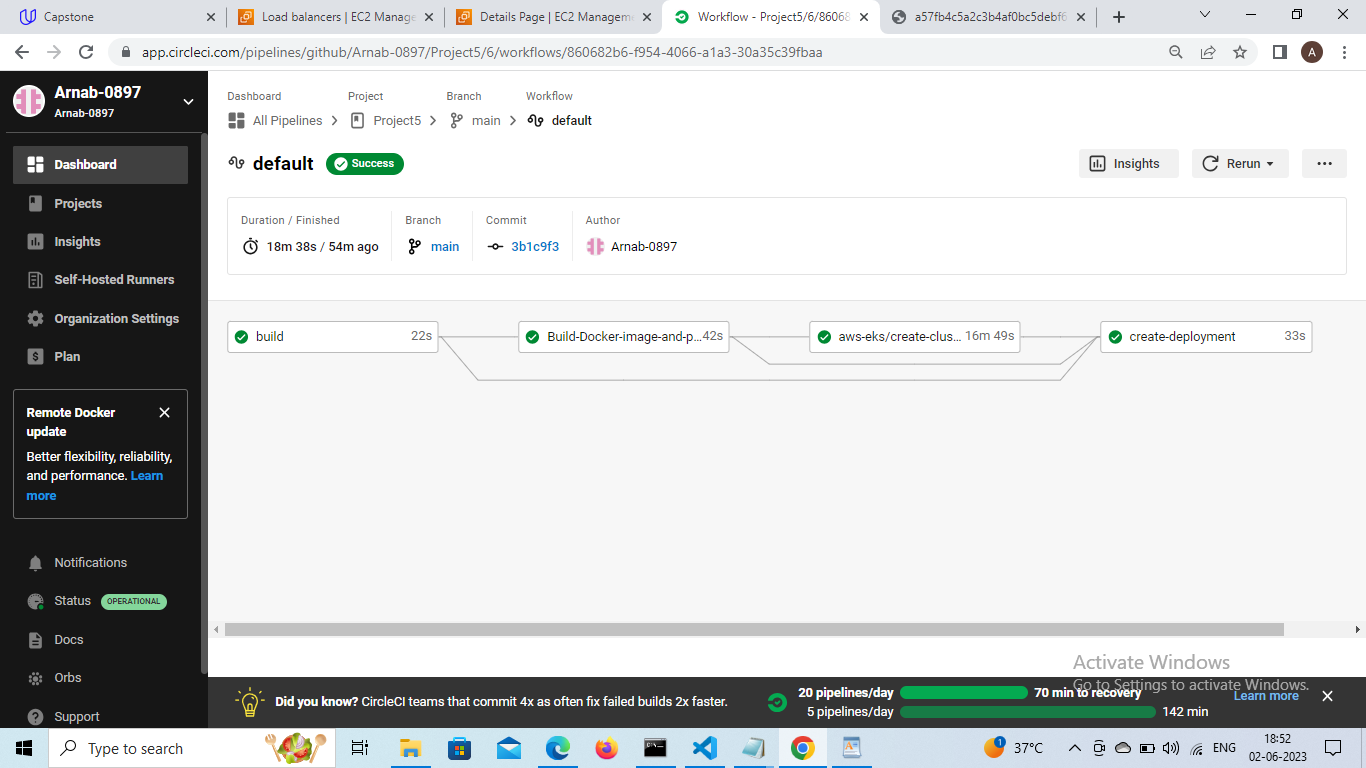 Capstone
Load balancers | EC2 Manage
Details Page | EC2 Managem
Workflow - Project5/6/86068
a57fb4c5a2c3b4af0bc5debf6
app.circleci.com/pipelines/github/Arnab-0897/Project5/6/workflows/860682b6-f954-4066-a1a3-30a35c39fbaa
A
Arnab-0897
Arnab-0897
Dashboard
Projects
Insights
Self-Hosted Runners
Organization Settings
Plan
Remote Docker
update
Better flexibility, reliability,
and performance. Learn
more
Notifications
Status OPERATIONAL
Docs
Orbs
Support
Dashboard Project Branch Workflow
All Pipelines Project5 main default
default Success
Insights Rerun
Duration / Finished Branch Commit Author
18m 38s / 54m ago main 3b1c9f3 Arnab-0897
build 22s
Build-Docker-image-and-p... 42s
aws-eks/create-clus... 16m 49s
create-deployment 33s
Activate Windows
Go to Settings to activate Windows.
Did you know? CircleCI teams that commit 4x as often fix failed builds 2x faster.
20 pipelines/day 70 min to recovery
5 pipelines/day 142 min
Learn more
Type to search
1
37°C
ENG
18:52
02-06-2023